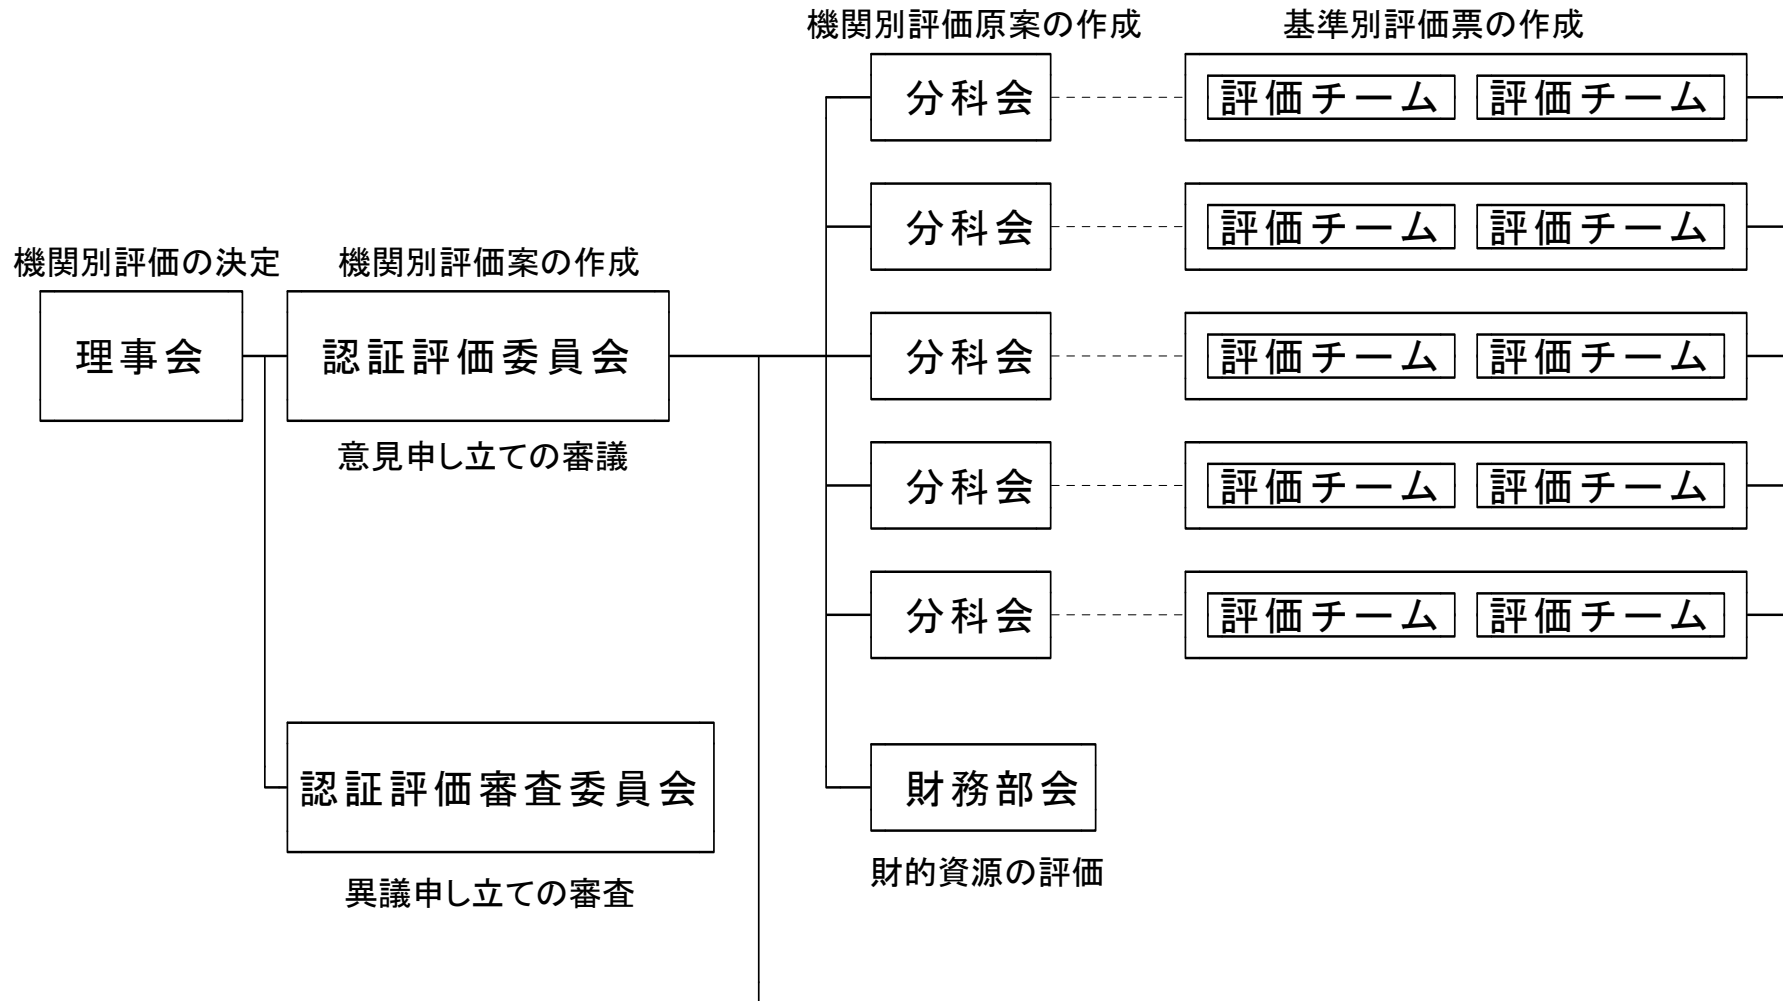 機関別評価原案の作成
基準別評価票の作成
分科会
評価チーム
評価チーム
分科会
評価チーム
評価チーム
機関別評価の決定
機関別評価案の作成
理事会
認証評価委員会
分科会
評価チーム
評価チーム
意見申し立ての審議
分科会
評価チーム
評価チーム
分科会
評価チーム
評価チーム
認証評価審査委員会
財務部会
異議申し立ての審査
財的資源の評価